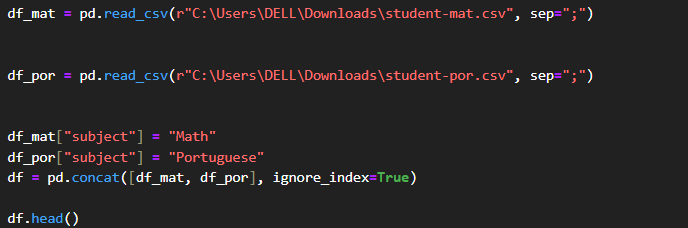 df_mat = pd.read_csv(r"C:\Users\DELL\Downloads\student-mat.csv", sep=";")
df_por = pd.read_csv(r"C:\Users\DELL\Downloads\student-por.csv", sep=";")
df_mat["subject"] = "Math"
df_por["subject"] = "Portuguese"
df = pd.concat([df_mat, df_por], ignore_index=True)
df.head()